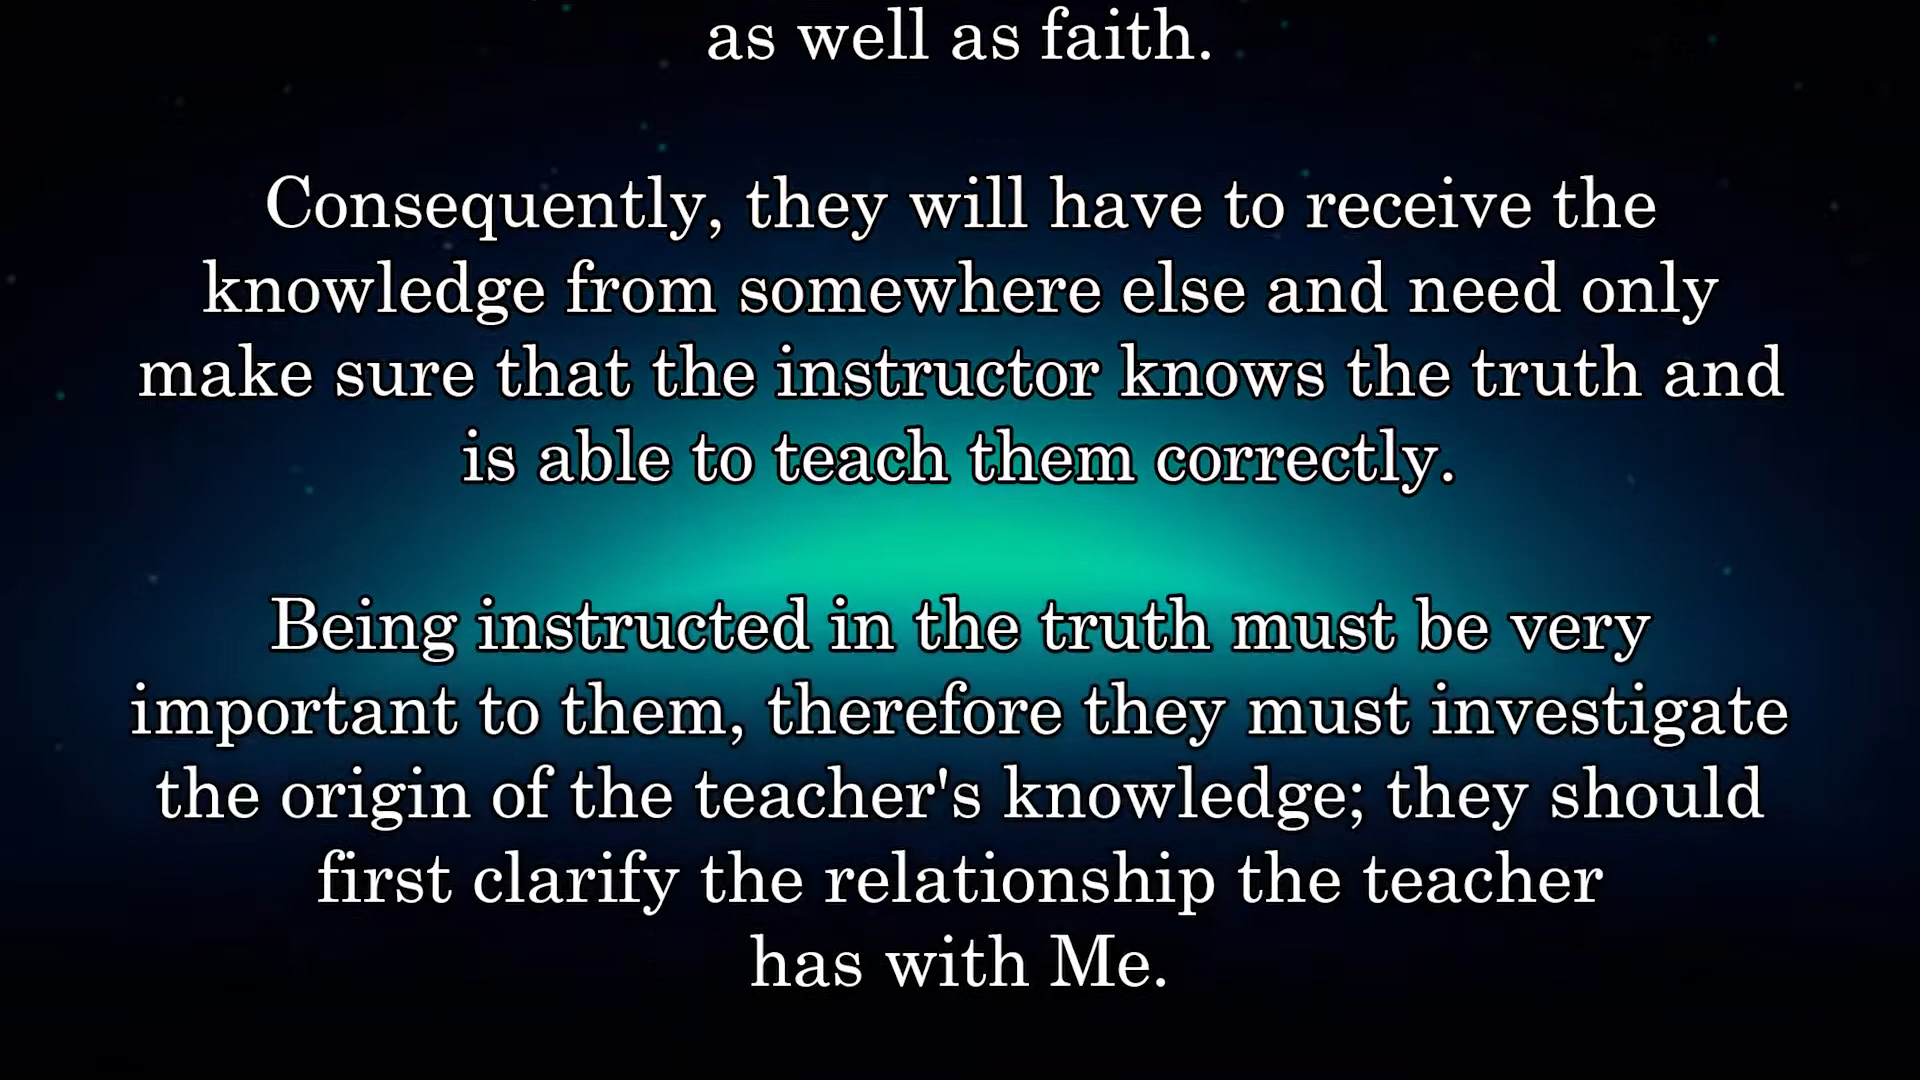 as well as faith.
Consequently, they will have to receive the
knowledge from somewhere else and need only
make sure that the instructor knows the truth and
is able to teach them correctly.
Being instructed in the truth must be very
important to them, therefore they must investigate
the origin of the teacher's knowledge; they should
first clarify the relationship the teacher
has with Me.